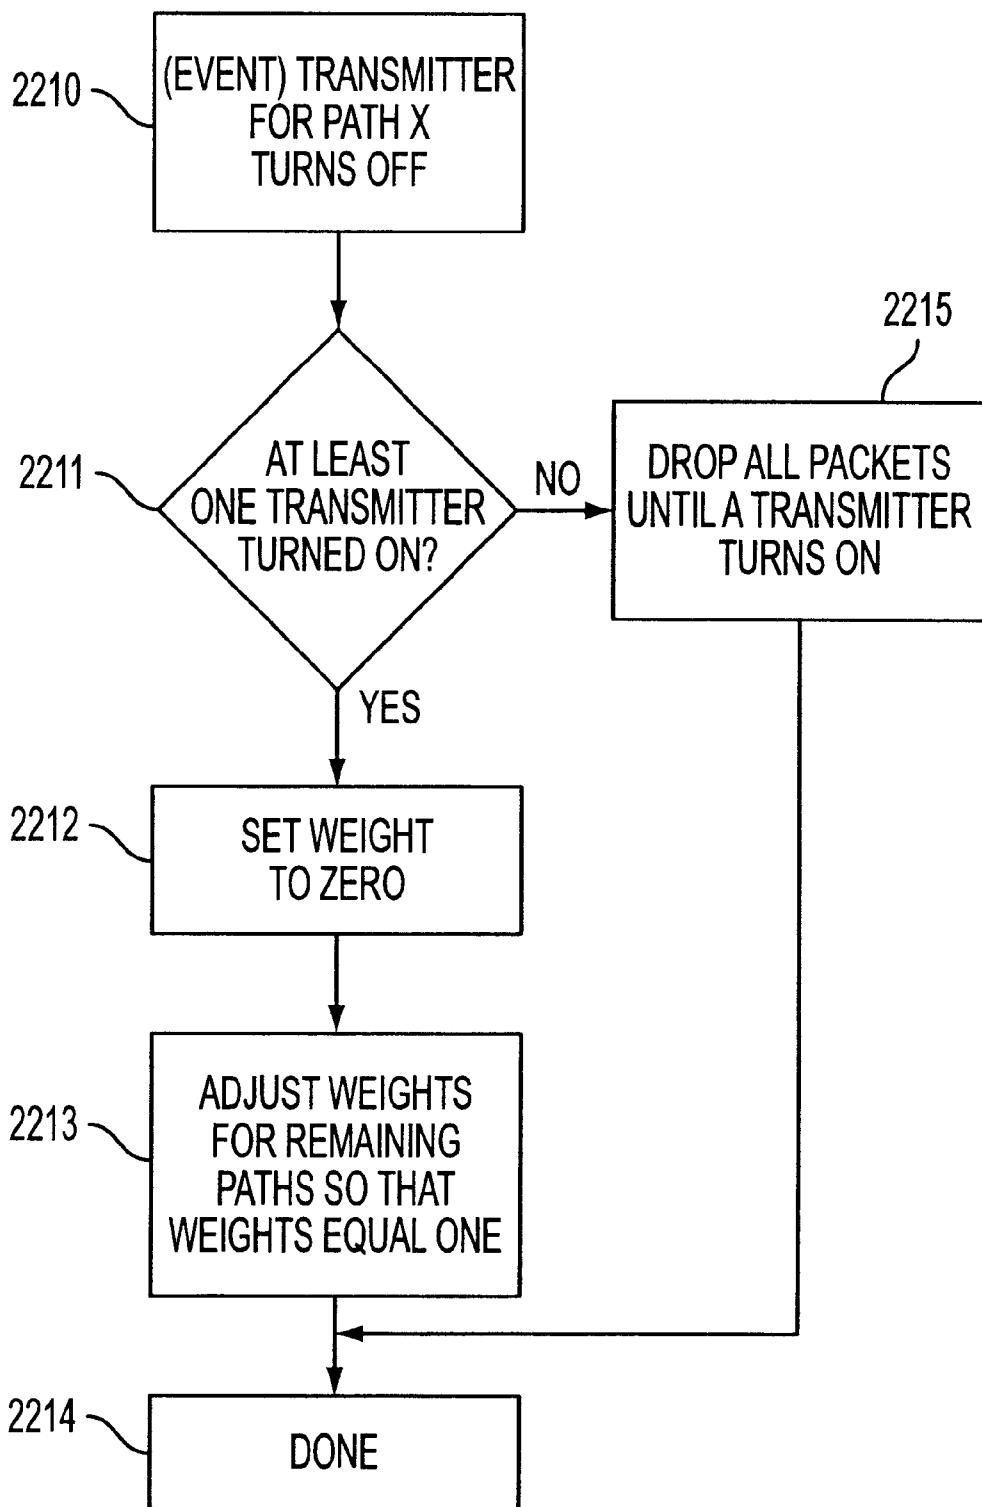 2210
(EVENT) TRANSMITTER
FOR PATH X
TURNS OFF
2211
AT LEAST
ONE TRANSMITTER
TURNED ON?
NO
2215
DROP ALL PACKETS
UNTIL A TRANSMITTER
TURNS ON
YES
2212
SET WEIGHT
TO ZERO
2213
ADJUST WEIGHTS
FOR REMAINING
PATHS SO THAT
WEIGHTS EQUAL ONE
2214
DONE